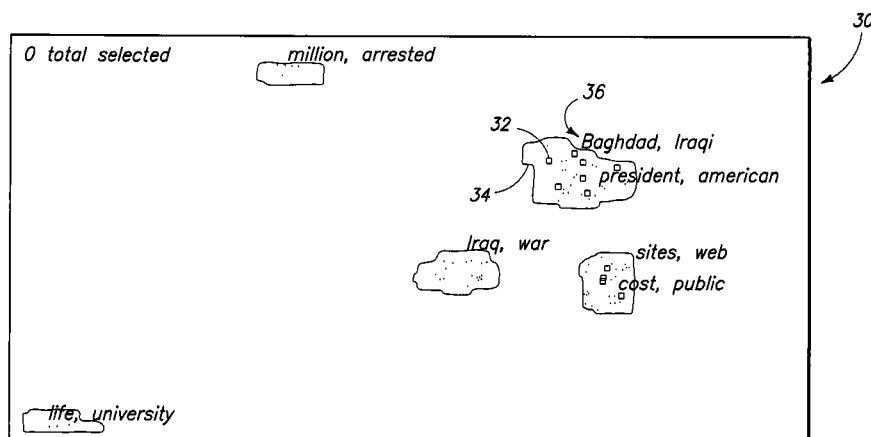 30
0 total selected
million, arrested
36
32
Baghdad, Iraqi
president, american
34
Iraq, war
sites, web
cost, public
life, university